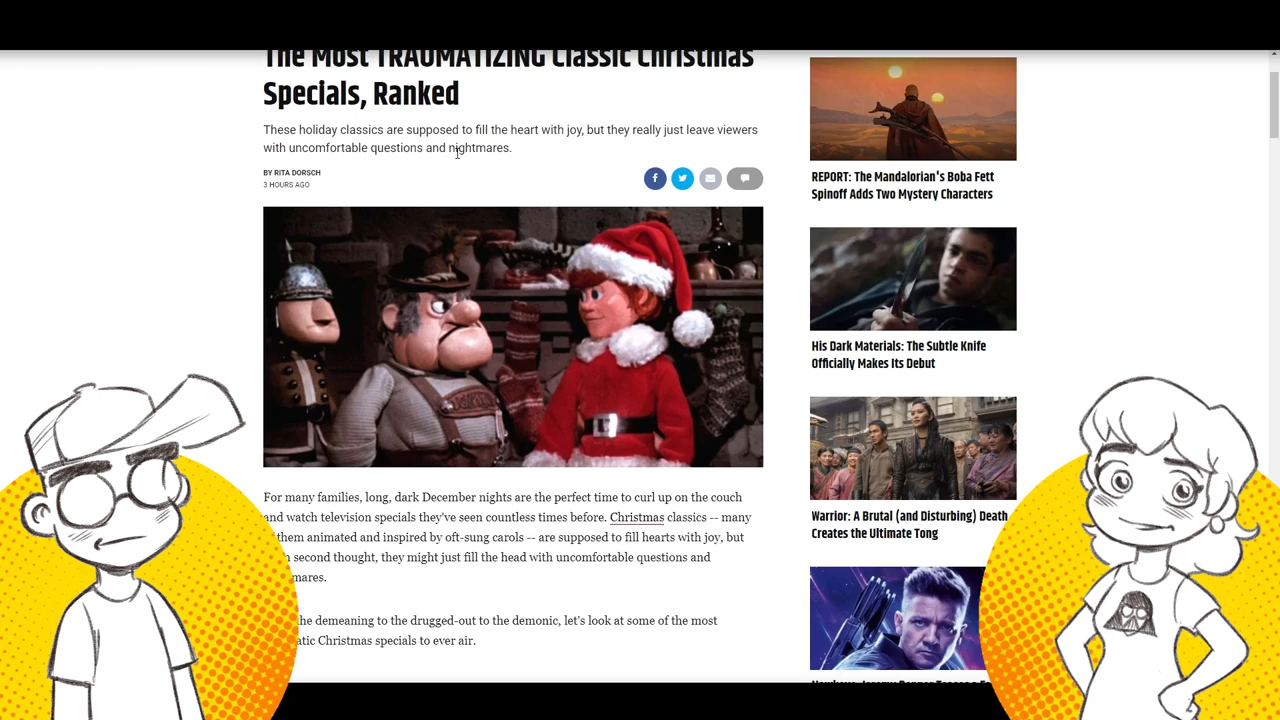 The Most TRAUMATIZING Classic Christmas
Specials, Ranked
These holiday classics are supposed to fill the heart with joy, but they really just leave viewers
with uncomfortable questions and nightmares.
BY RITA DORSCH
3 HOURS AGO
For many families, long, dark December nights are the perfect time to curl up on the couch
and watch television specials they've seen countless times before. Christmas classics -- many
them animated and inspired by oft-sung carols -- are supposed to fill hearts with joy, but
second thought, they might just fill the head with uncomfortable questions and
mares.
he demeaning to the drugged-out to the demonic, let's look at some of the most
atic Christmas specials to ever air.
REPORT: The Mandalorian's Boba Fett
Spinoff Adds Two Mystery Characters
His Dark Materials: The Subtle Knife
Officially Makes Its Debut
Warrior: A Brutal (and Disturbing) Death
Creates the Ultimate Tong